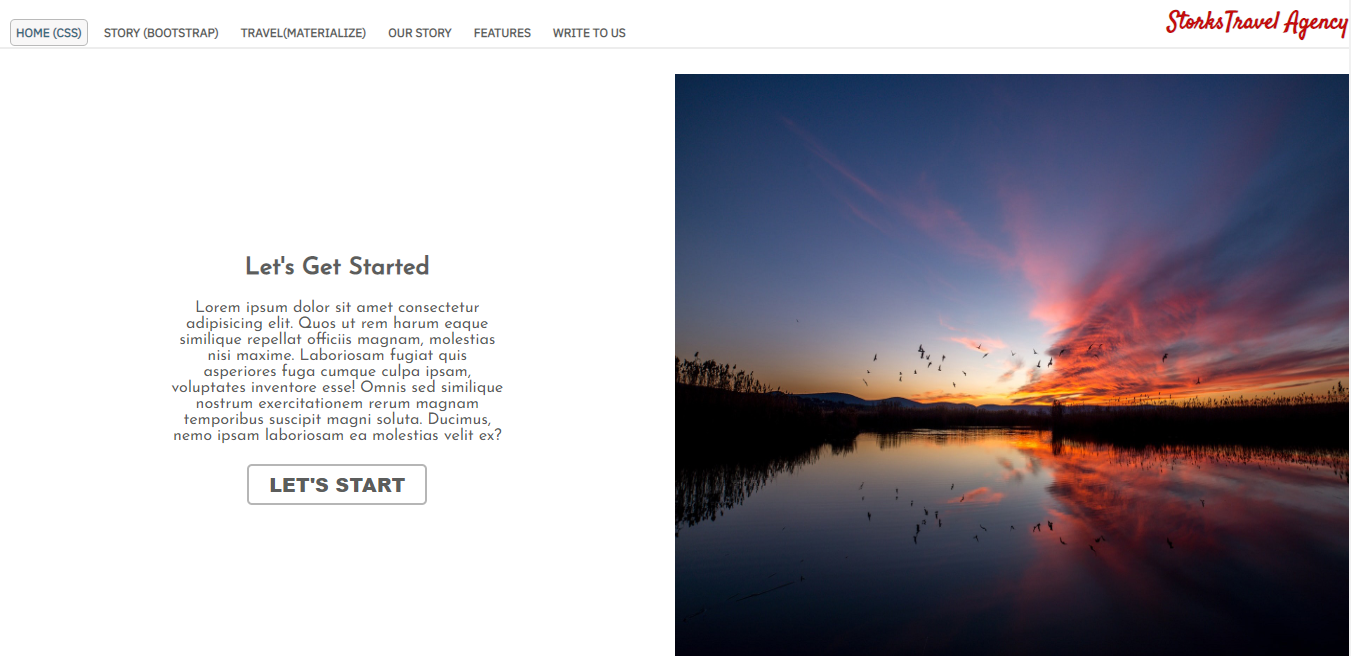 HOME (CSS) STORY (BOOTSTRAP) TRAVEL(MATERIALIZE) OUR STORY FEATURES WRITE TO US
StorksTravel Agency
Let's Get Started
Lorem ipsum dolor sit amet consectetur
adipisicing elit. Quos ut rem harum eaque
similique repellat officiis magnam, molestias
nisi maxime. Laboriosam fugiat quis
asperiores fuga cumque culpa ipsam,
voluptates inventore esse! Omnis sed similique
nostrum exercitationem rerum magnam
temporibus suscipit magni soluta. Ducimus,
nemo ipsam laboriosam ea molestias velit ex?
LET'S START